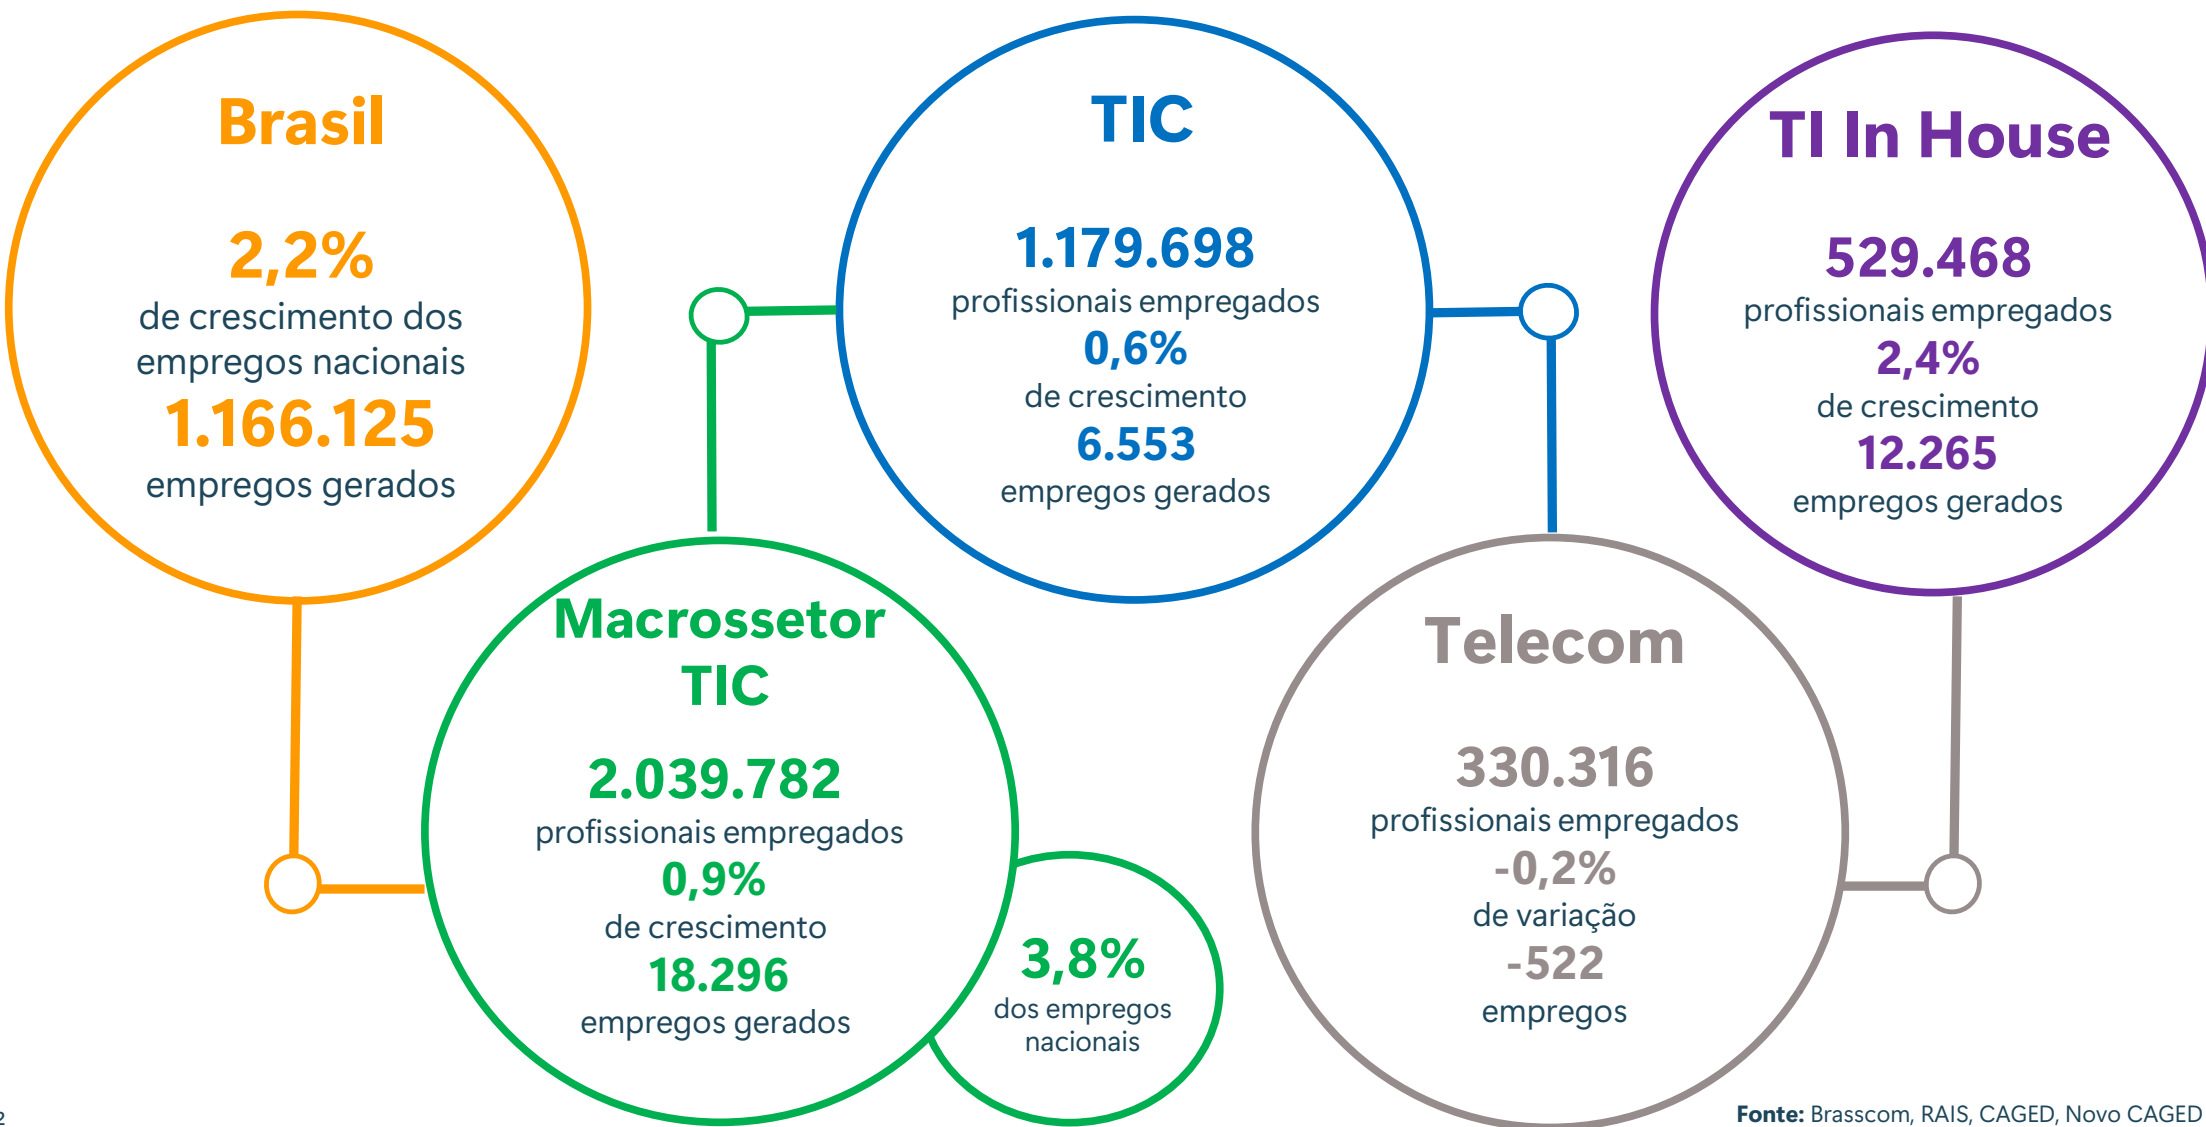 Brasil
2,2%
de crescimento dos
empregos nacionais
1.166.125
empregos gerados
Macrossetor
TIC
2.039.782
profissionais empregados
0,9%
de crescimento
18.296
empregos gerados
3,8%
dos empregos
nacionais
TIC
1.179.698
profissionais empregados
0,6%
de crescimento
6.553
empregos gerados
Telecom
330.316
profissionais empregados
-0,2%
de variação
-522
empregos
TI In House
529.468
profissionais empregados
2,4%
de crescimento
12.265
empregos gerados
2
Fonte: Brasscom, RAIS, CAGED, Novo CAGED